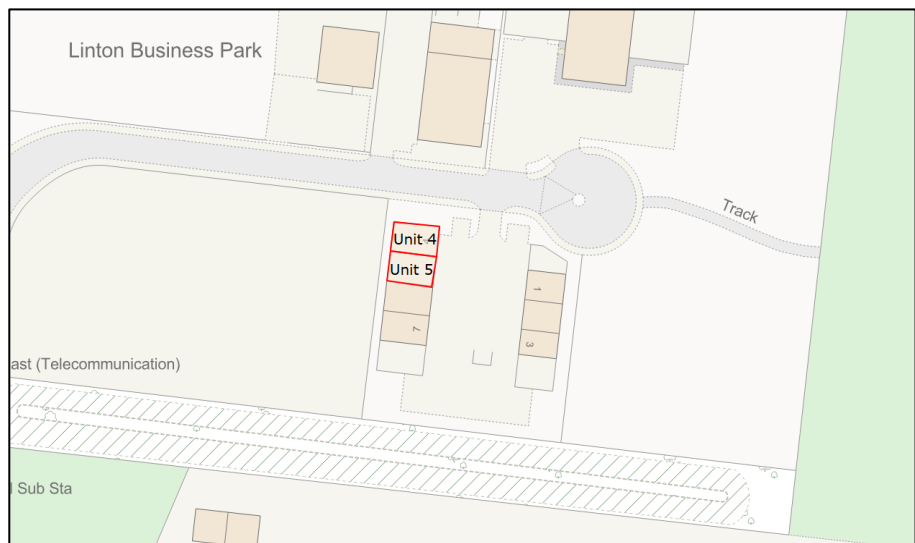 Linton Business Park
Track
Unit 4
Unit 5
1
7
3
ast (Telecommunication)
l Sub Sta